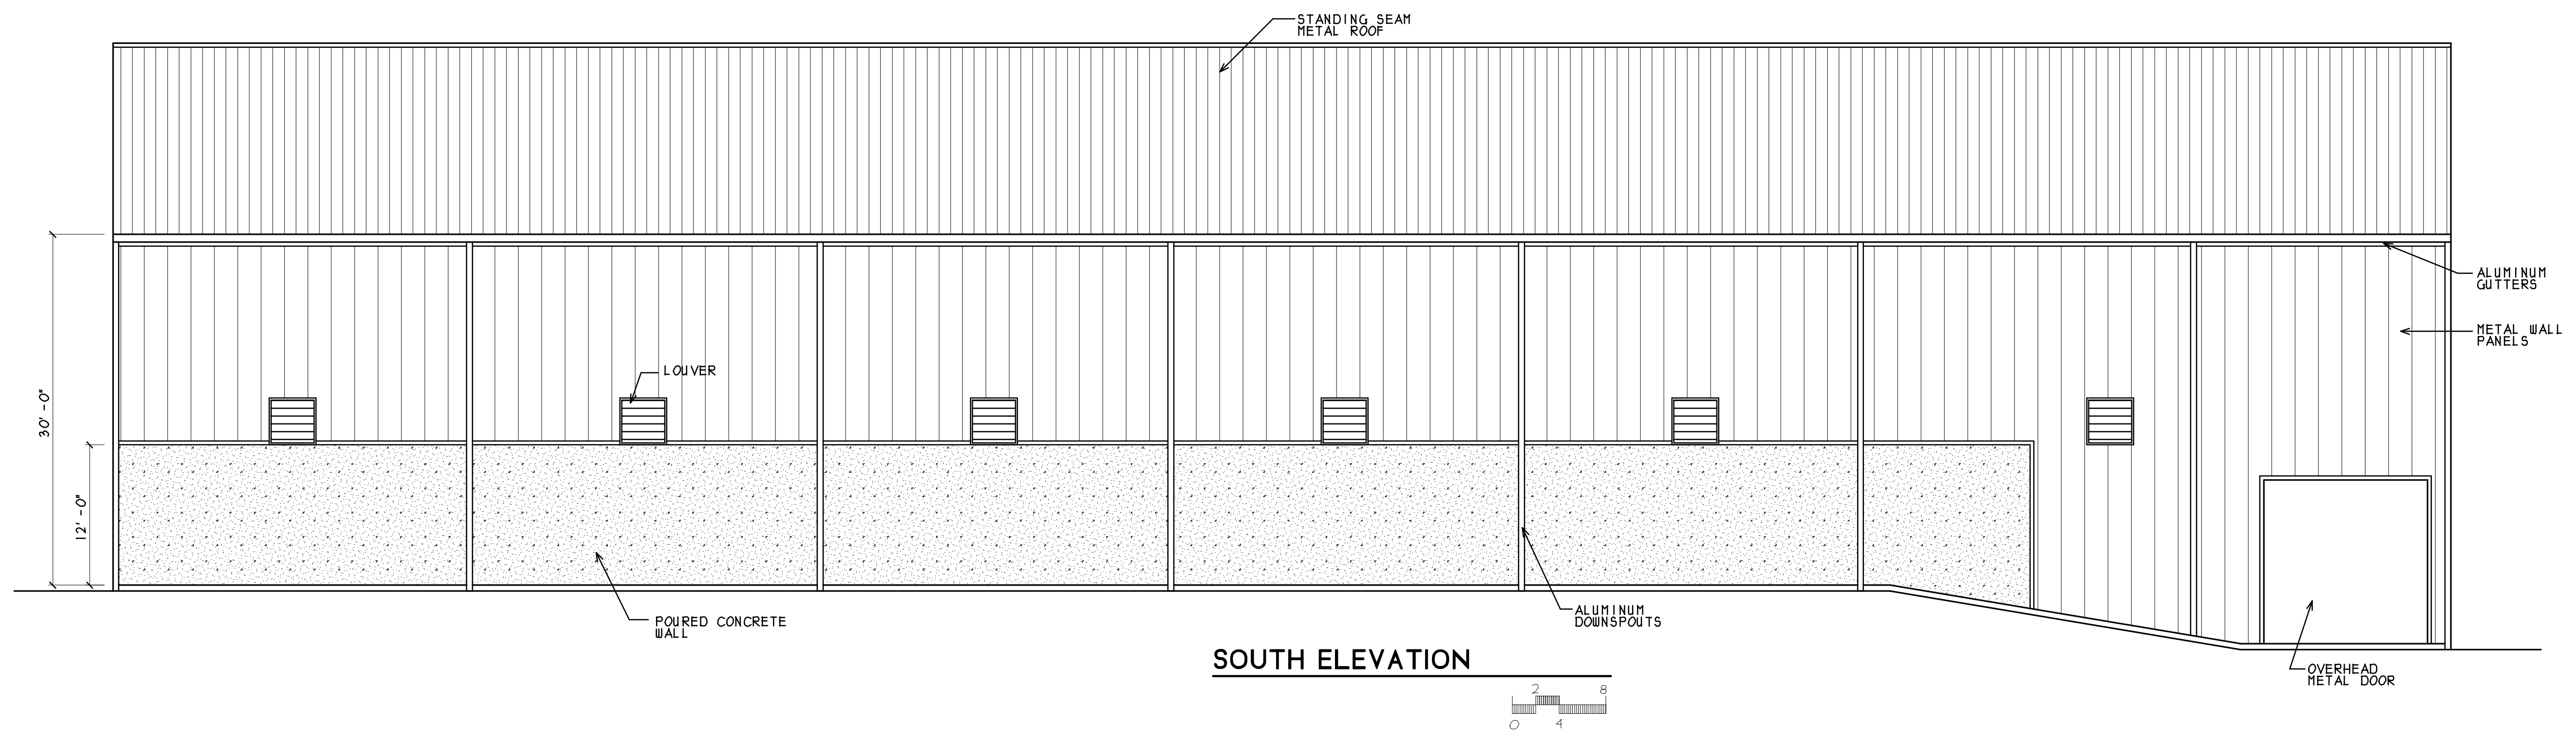 STANDING SEAM
METAL ROOF
ALUMINUM
GUTTERS
METAL WALL
PANELS
LOUVER
30'-0"
12'-0"
POURED CONCRETE
WALL
ALUMINUM
DOWNSPOUTS
SOUTH ELEVATION
OVERHEAD
METAL DOOR
2 8
0 4